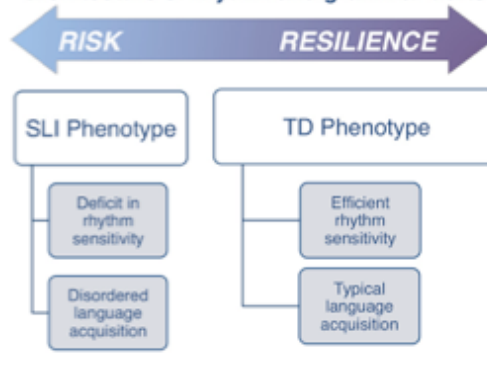 RISK RESILIENCE
SLI Phenotype
TD Phenotype
Deficit in
rhythm
sensitivity
Efficient
rhythm
sensitivity
Disordered
language
acquisition
Typical
language
acquisition